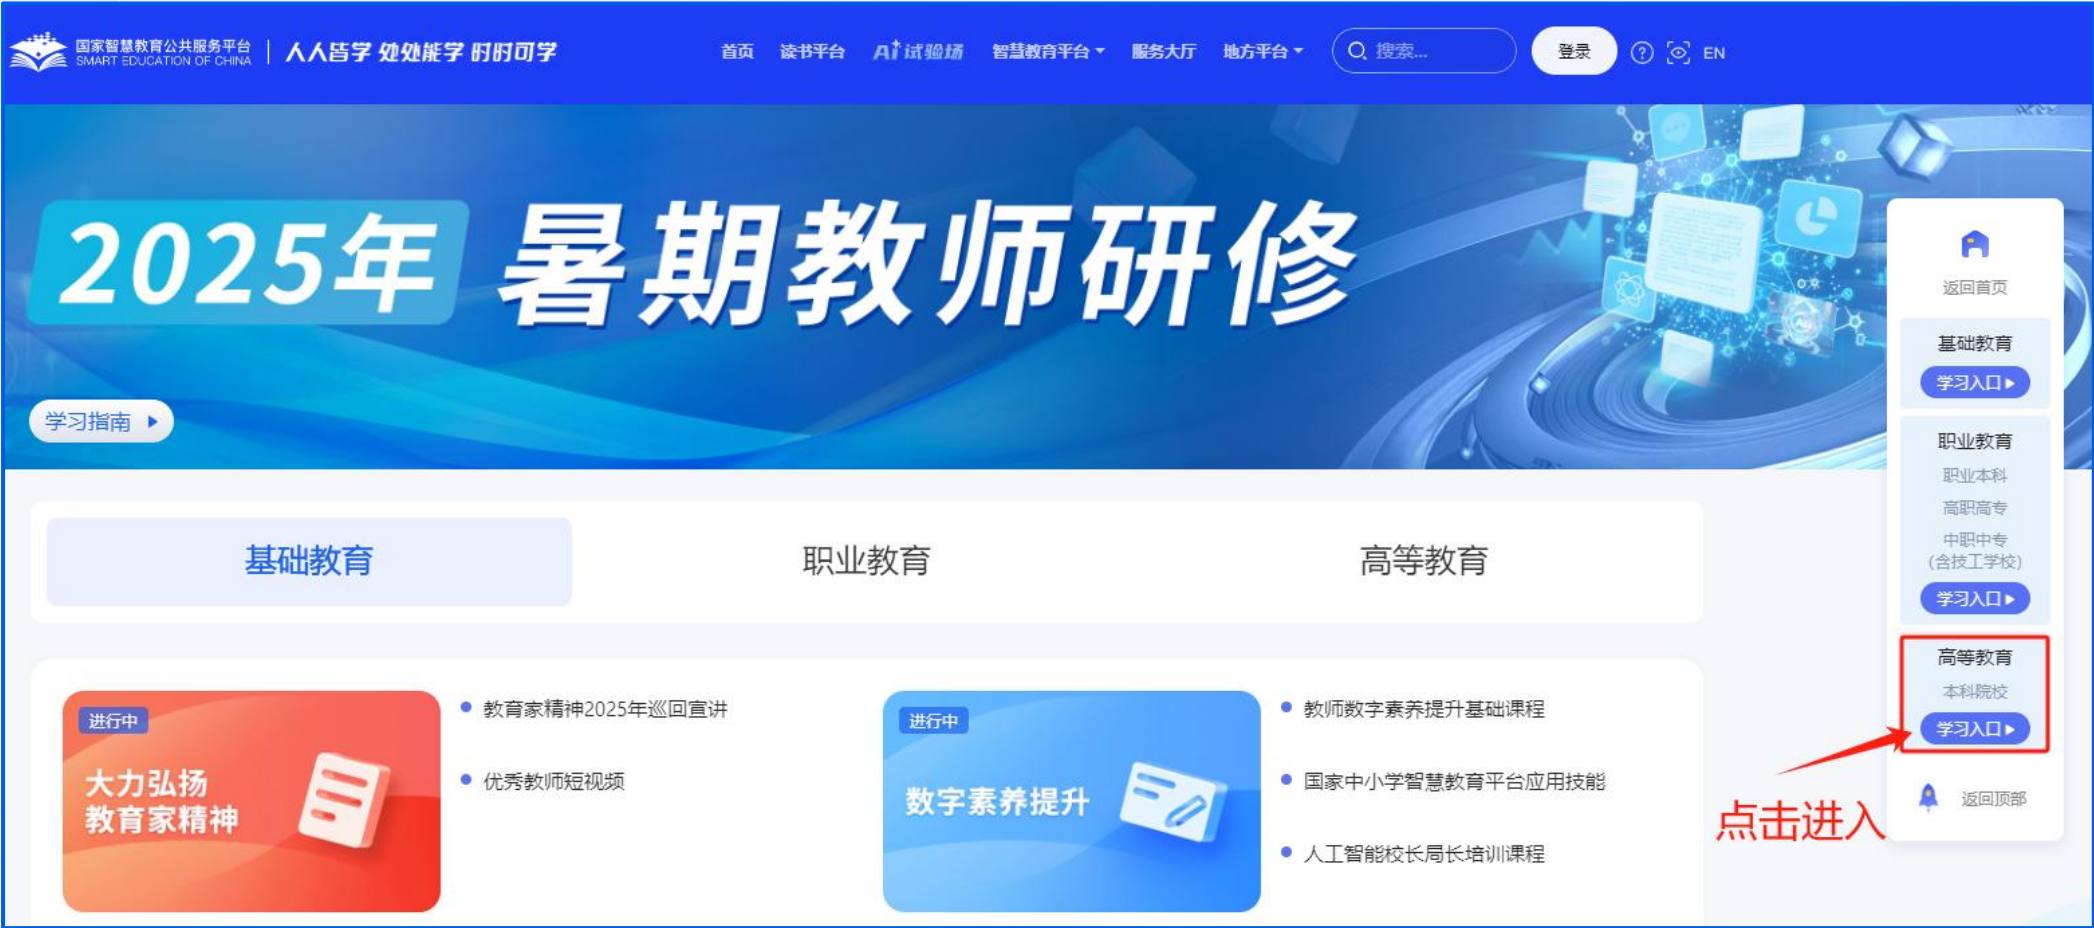 国家智慧教育公共服务平台
SMART EDUCATION OF CHINA
人人皆学 处处能学 时时可学
首页 读书平台 AI试验场 智慧教育平台 服务大厅 地方平台 搜索... 登录 EN
2025年 暑期教师研修
学习指南
返回首页
基础教育
学习入口
职业教育
职业本科
高职高专
中职中专
(含技工学校)
学习入口
高等教育
本科院校
学习入口
返回顶部
点击进入
基础教育 职业教育 高等教育
进行中
大力弘扬
教育家精神
教育家精神2025年巡回宣讲
优秀教师短视频
进行中
数字素养提升
教师数字素养提升基础课程
国家中小学智慧教育平台应用技能
人工智能校长局长培训课程